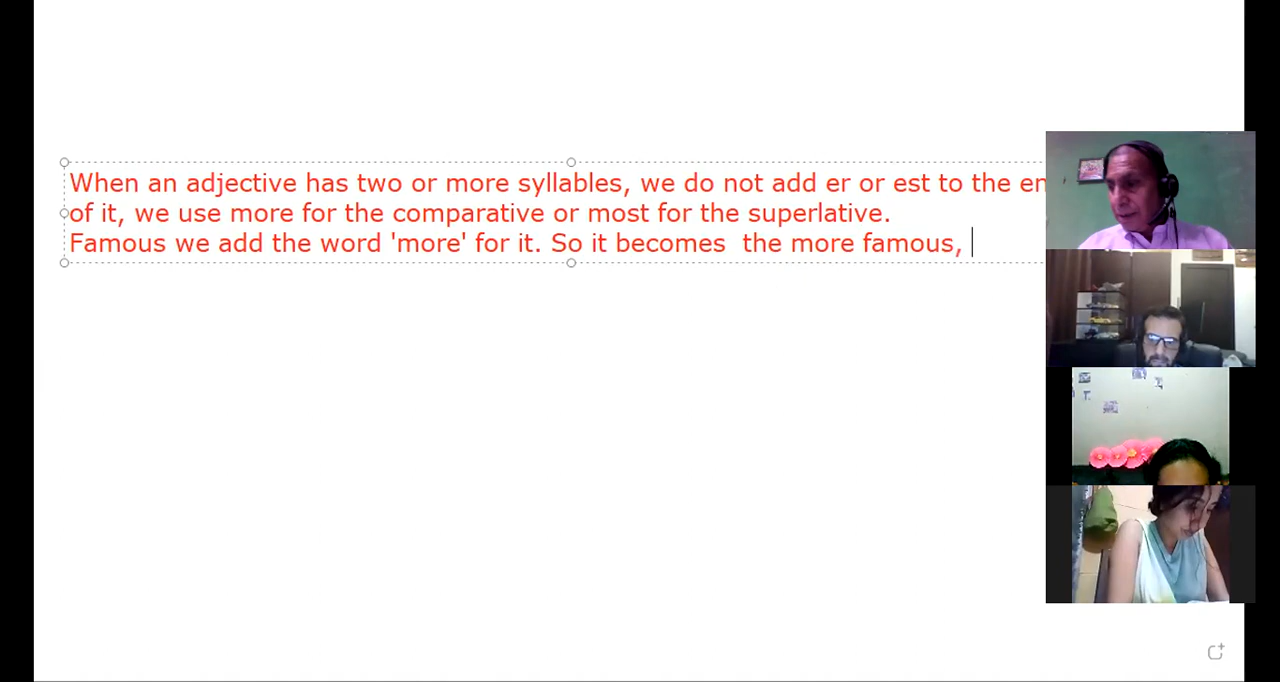 When an adjective has two or more syllables, we do not add er or est to the en
of it, we use more for the comparative or most for the superlative.
Famous we add the word 'more' for it. So it becomes  the more famous,